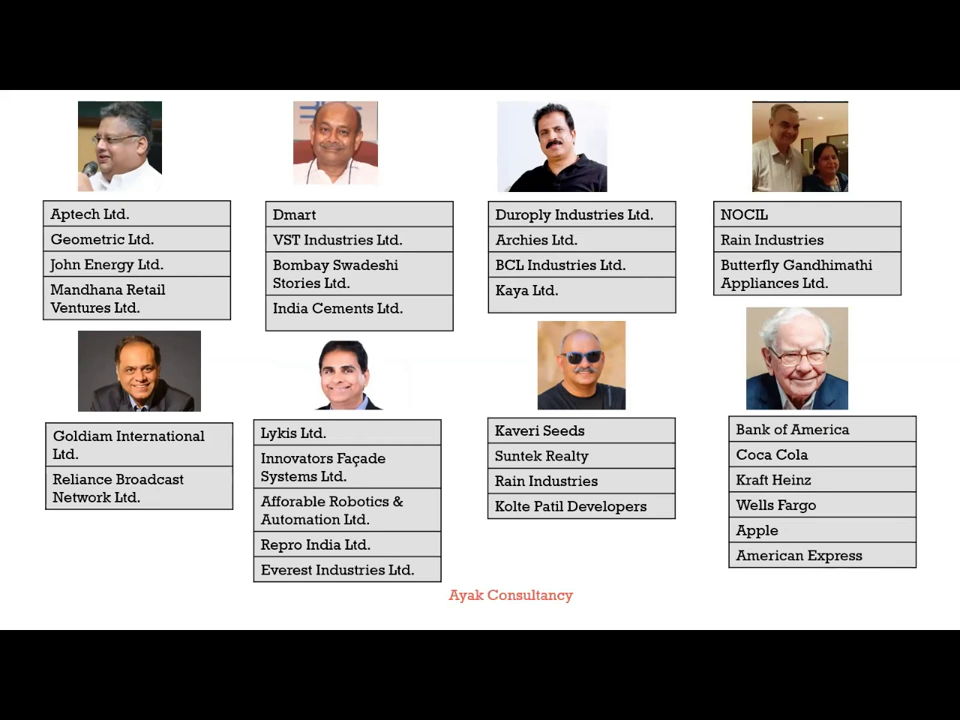 Aptech Ltd.
Geometric Ltd.
John Energy Ltd.
Mandhana Retail
Ventures Ltd.
Dmart
VST Industries Ltd.
Bombay Swadeshi
Stories Ltd.
India Cements Ltd.
Duroply Industries Ltd.
Archies Ltd.
BCL Industries Ltd.
Kaya Ltd.
NOCIL
Rain Industries
Butterfly Gandhimathi
Appliances Ltd.
Goldiam International
Ltd.
Reliance Broadcast
Network Ltd.
Lykis Ltd.
Innovators Façade
Systems Ltd.
Afforable Robotics &
Automation Ltd.
Repro India Ltd.
Everest Industries Ltd.
Kaveri Seeds
Suntek Realty
Rain Industries
Kolte Patil Developers
Bank of America
Coca Cola
Kraft Heinz
Wells Fargo
Apple
American Express
Ayak Consultancy